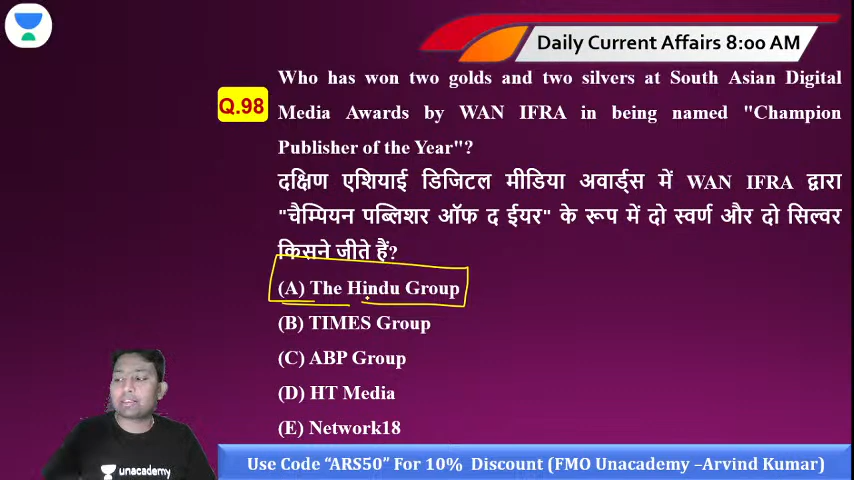 Daily Current Affairs 8:00 AM
Q.98
Who has won two golds and two silvers at South Asian Digital
Media Awards by WAN IFRA in being named "Champion
Publisher of the Year"?
दक्षिण एशियाई डिजिटल मीडिया अवार्ड्स में WAN IFRA द्वारा
"चैम्पियन पब्लिशर ऑफ द ईयर" के रूप में दो स्वर्ण और दो सिल्वर
किसने जीते हैं?
(A) The Hindu Group
(B) TIMES Group
(C) ABP Group
(D) HT Media
(E) Network18
unacademy
Use Code “ARS50” For 10% Discount (FMO Unacademy –Arvind Kumar)